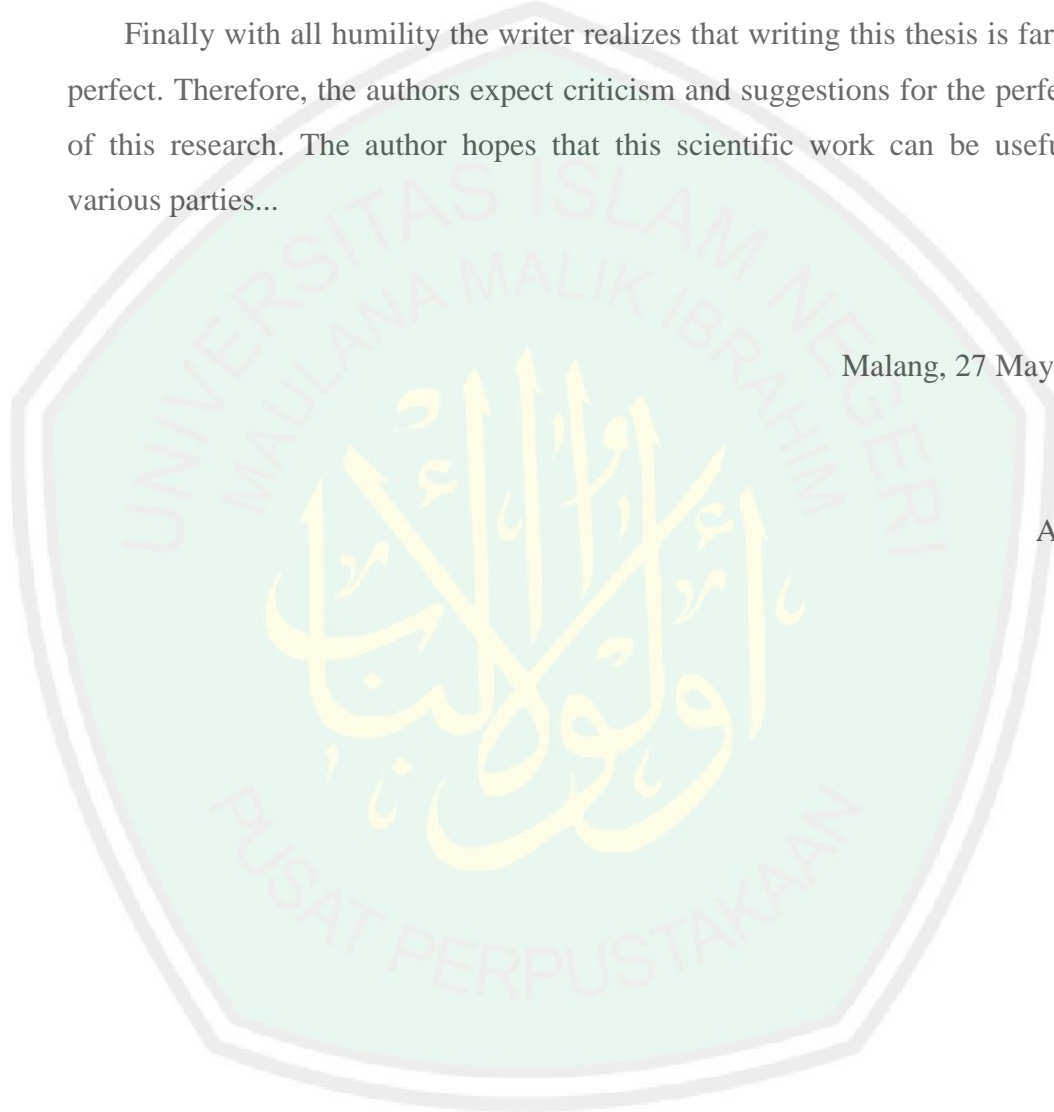 Finally with all humility the writer realizes that writing this thesis is far
perfect. Therefore, the authors expect criticism and suggestions for the
of this research. The author hopes that this scientific work can be
various parties...
Malang, 27 May
UNIVERSITAS ISLAM NEGERI
MAULANA MALIK IBRAHIM
أولو الألباب
PUSAT PERPUSTAKAAN